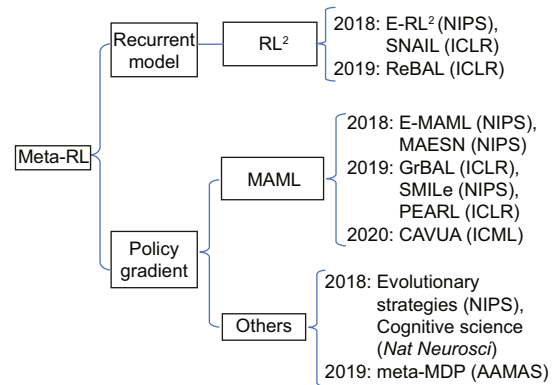 Meta-RL
Recurrent
model
RL²
2018: E-RL² (NIPS),
SNAIL (ICLR)
2019: ReBAL (ICLR)
Policy
gradient
MAML
2018: E-MAML (NIPS),
MAESN (NIPS)
2019: GrBAL (ICLR),
SMILe (NIPS),
PEARL (ICLR)
2020: CAVUA (ICML)
Others
2018: Evolutionary
strategies (NIPS),
Cognitive science
(Nat Neurosci)
2019: meta-MDP (AAMAS)